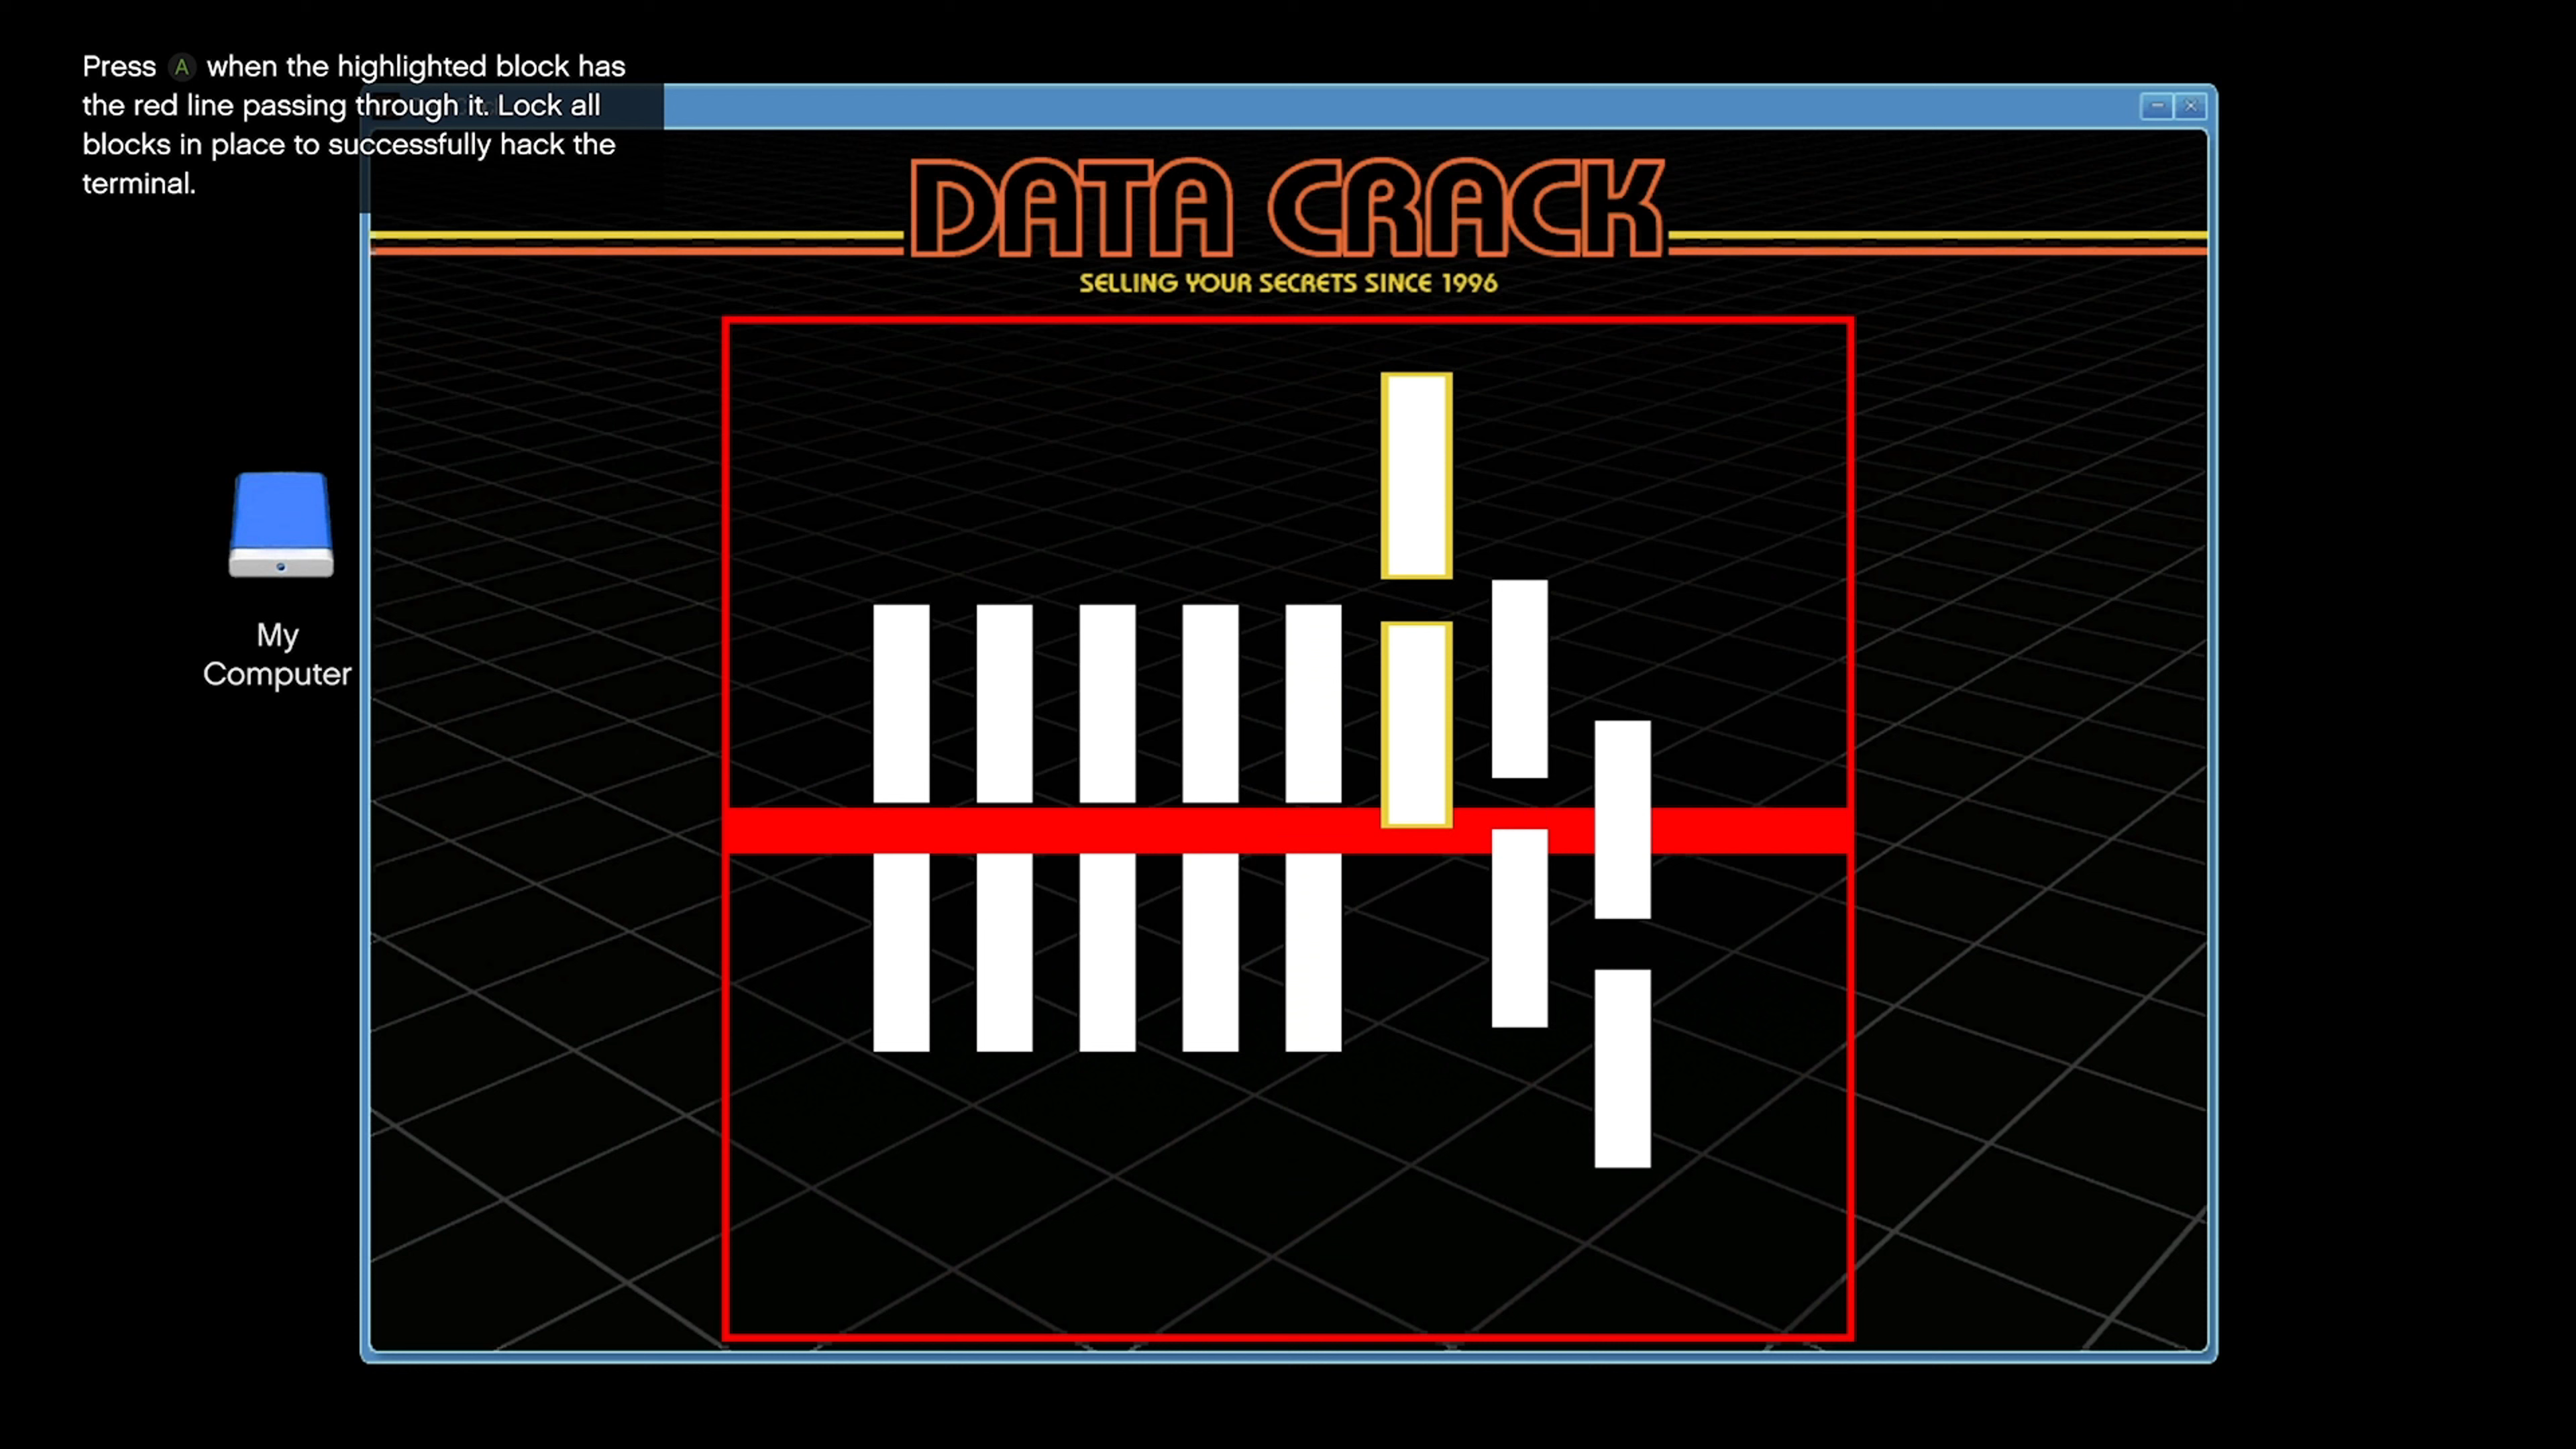 Press A when the highlighted block has
the red line passing through it. Lock all
blocks in place to successfully hack the
terminal.
DATA CRACK
SELLING YOUR SECRETS SINCE 1996
My
Computer